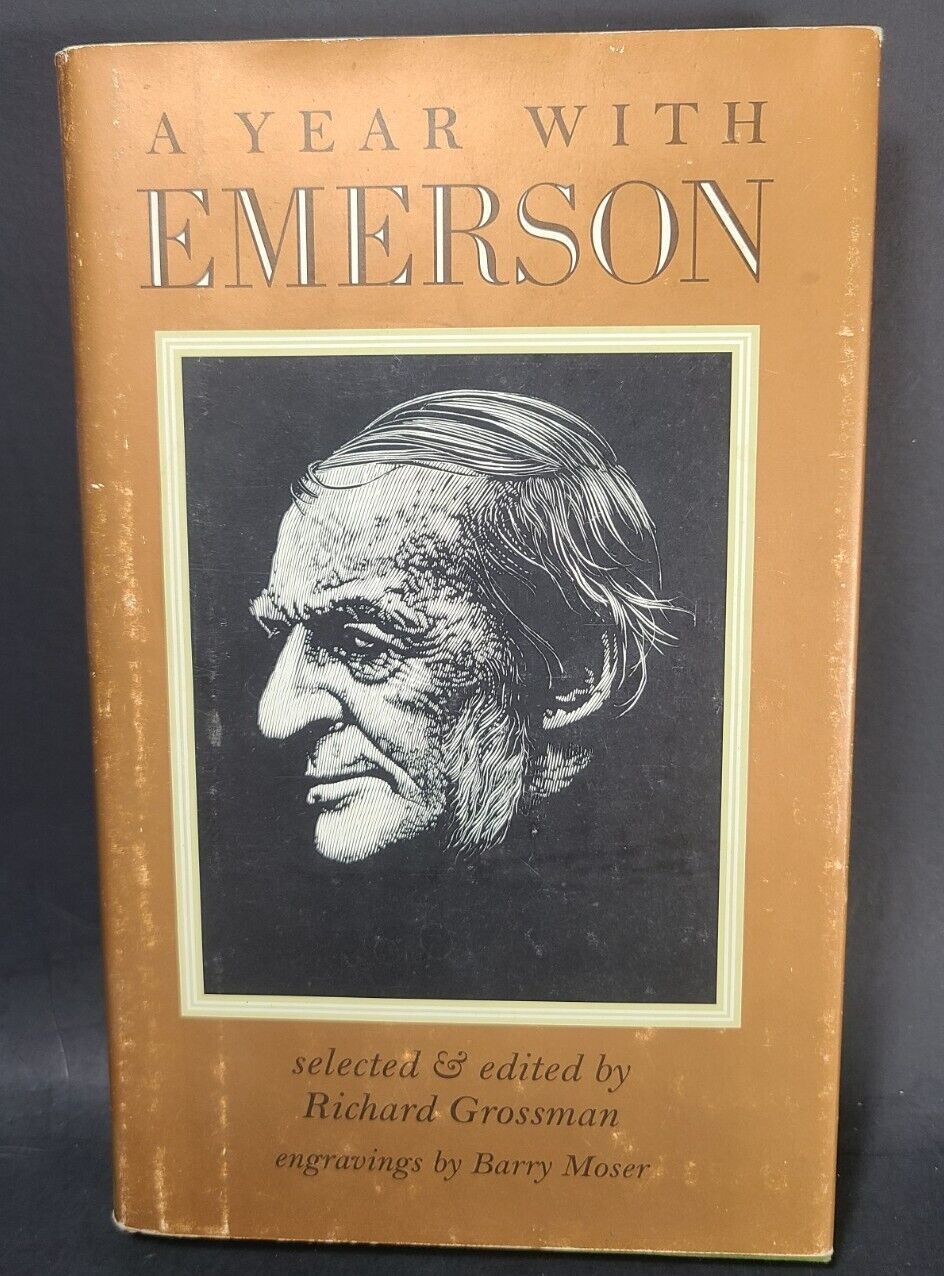 A YEAR WITH
EMERSON
selected & edited by
Richard Grossman
engravings by Barry Moser